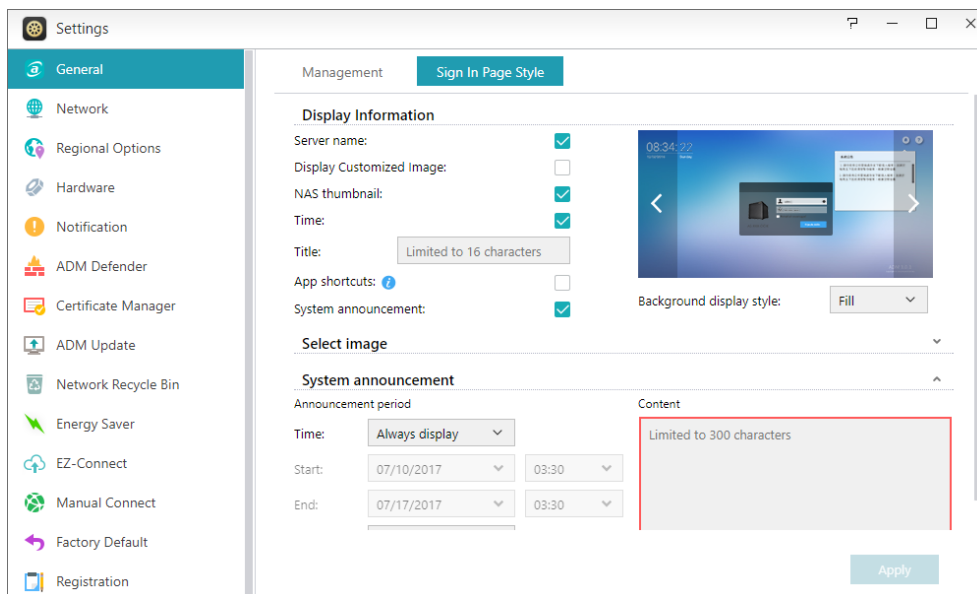 Settings
General
Network
Regional Options
Hardware
Notification
ADM Defender
Certificate Manager
ADM Update
Network Recycle Bin
Energy Saver
EZ-Connect
Manual Connect
Factory Default
Registration
Management
Sign In Page Style
Display Information
Server name:
Display Customized Image:
NAS thumbnail:
Time:
Title: Limited to 16 characters
App shortcuts:
System announcement:
08:34:22
Background display style: Fill
Select image
System announcement
Announcement period
Time: Always display
Start: 07/10/2017 03:30
End: 07/17/2017 03:30
Content
Limited to 300 characters
Apply